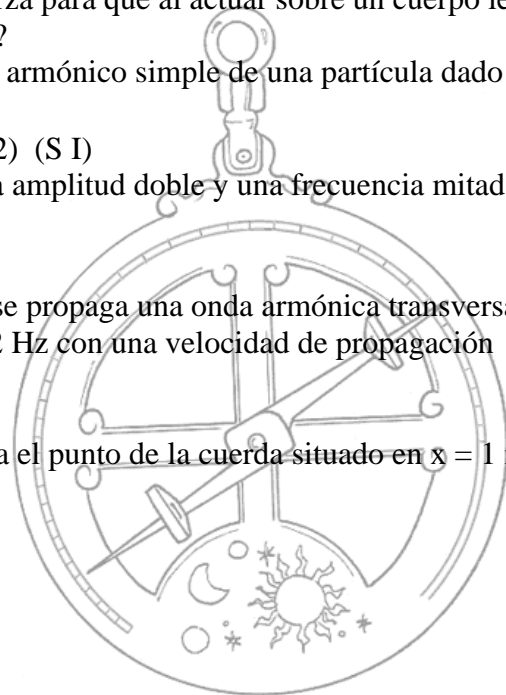 rza para que al actuar sobre un cuerpo le
?
armónico simple de una partícula dado
2) (S I)
a amplitud doble y una frecuencia mitad
se propaga una onda armónica transversa
2 Hz con una velocidad de propagación
a el punto de la cuerda situado en x = 1